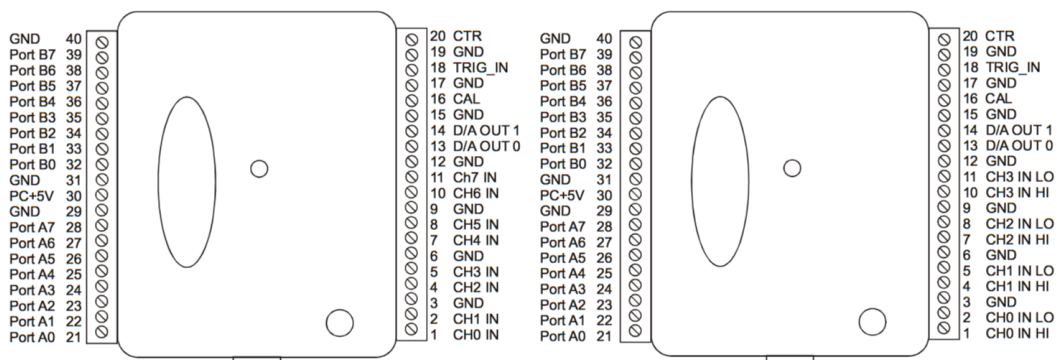 GND 40
Port B7 39
Port B6 38
Port B5 37
Port B4 36
Port B3 35
Port B2 34
Port B1 33
Port B0 32
GND 31
PC+5V 30
GND 29
Port A7 28
Port A6 27
Port A5 26
Port A4 25
Port A3 24
Port A2 23
Port A1 22
Port A0 21
20 CTR
19 GND
18 TRIG_IN
17 GND
16 CAL
15 GND
14 D/A OUT 1
13 D/A OUT 0
12 GND
11 Ch7 IN
10 CH6 IN
9 GND
8 CH5 IN
7 CH4 IN
6 GND
5 CH3 IN
4 CH2 IN
3 GND
2 CH1 IN
1 CH0 IN
GND 40
Port B7 39
Port B6 38
Port B5 37
Port B4 36
Port B3 35
Port B2 34
Port B1 33
Port B0 32
GND 31
PC+5V 30
GND 29
Port A7 28
Port A6 27
Port A5 26
Port A4 25
Port A3 24
Port A2 23
Port A1 22
Port A0 21
20 CTR
19 GND
18 TRIG_IN
17 GND
16 CAL
15 GND
14 D/A OUT 1
13 D/A OUT 0
12 GND
11 CH3 IN LO
10 CH3 IN HI
9 GND
8 CH2 IN LO
7 CH2 IN HI
6 GND
5 CH1 IN LO
4 CH1 IN HI
3 GND
2 CH0 IN LO
1 CH0 IN HI